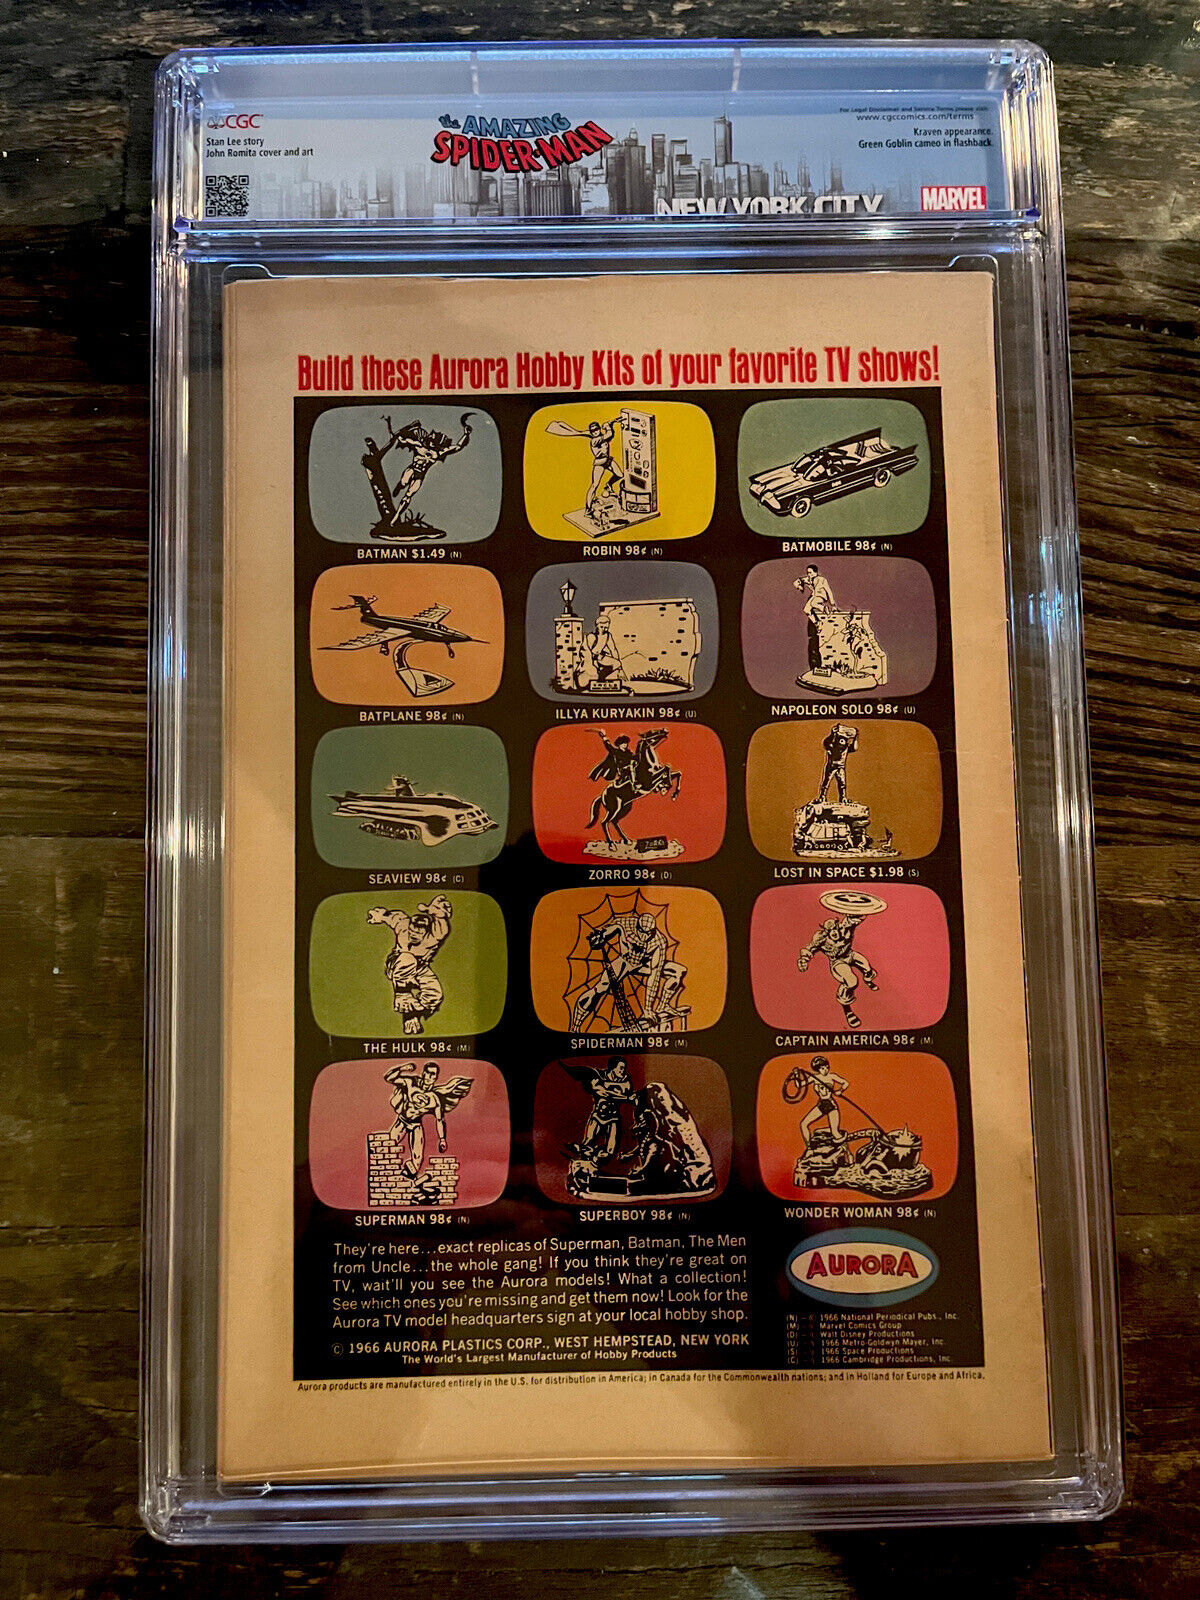 CGC
Stan Lee story
John Romita cover and art
the AMAZING
SPIDER-MAN
For Legal Disclaimer and Service Terms please visit:
www.cgccomics.com/terms
Kraven appearance.
Green Goblin cameo in flashback.
NEW YORK CITY
MARVEL
Build these Aurora Hobby Kits of your favorite TV shows!
BATMAN $1.49 (N)
ROBIN 98¢ (N)
BATMOBILE 98¢ (N)
BATPLANE 98¢ (N)
ILLYA KURYAKIN 98¢ (U)
NAPOLEON SOLO 98¢ (U)
SEAVIEW 98¢ (C)
ZORRO 98¢ (D)
LOST IN SPACE $1.98 (S)
THE HULK 98¢ (M)
SPIDERMAN 98¢ (M)
CAPTAIN AMERICA 98¢ (M)
SUPERMAN 98¢ (N)
SUPERBOY 98¢ (N)
WONDER WOMAN 98¢ (N)
They're here...exact replicas of Superman, Batman, The Men
from Uncle...the whole gang! If you think they're great on
TV, wait'll you see the Aurora models! What a collection!
See which ones you're missing and get them now! Look for the
Aurora TV model headquarters sign at your local hobby shop.
© 1966 AURORA PLASTICS CORP., WEST HEMPSTEAD, NEW YORK
The World's Largest Manufacturer of Hobby Products
AURORA
(N) – © 1966 National Periodical Pubs., Inc.
(M) – Marvel Comics Group
(D) – Walt Disney Productions
(U) – 1966 Metro-Goldwyn Mayer, Inc.
(S) – 1966 Space Productions
(C) – 1966 Cambridge Productions, Inc.
Aurora products are manufactured entirely in the U.S. for distribution in America; in Canada for the Commonwealth nations; and in Holland for Europe and Africa.